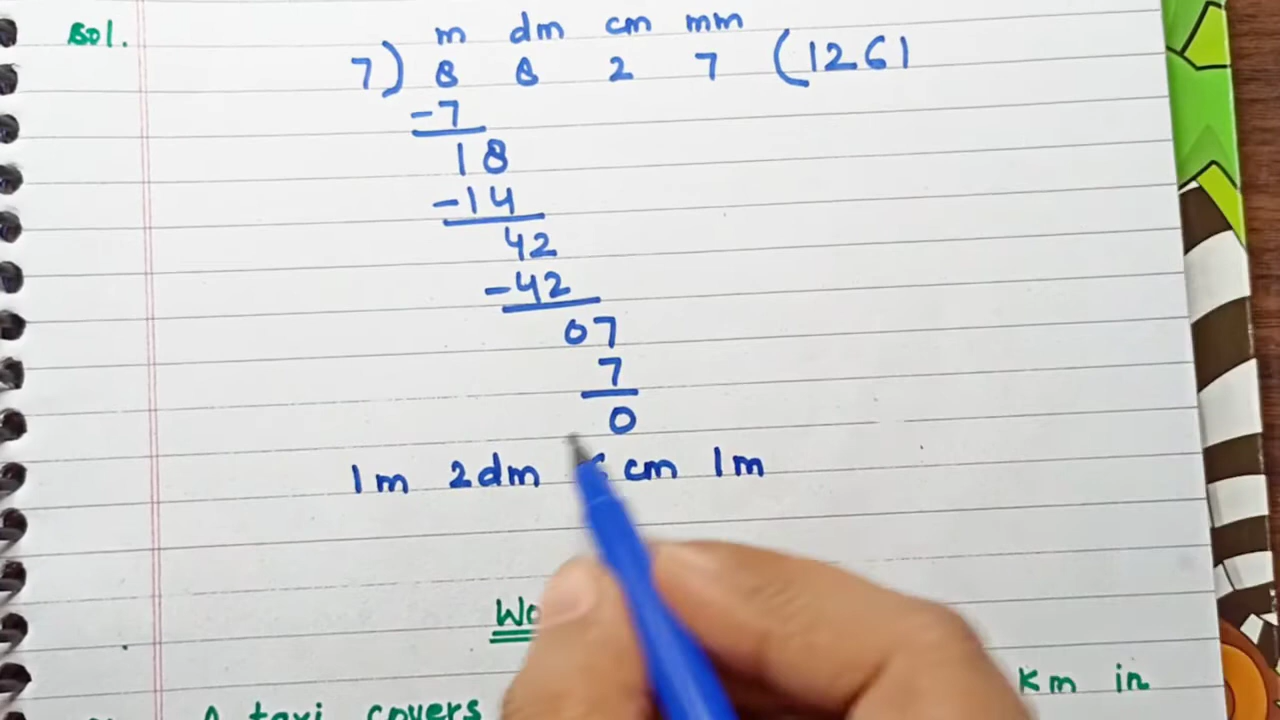 Sol.
m dm cm mm
7) 8 8 2 7 (1261
-7
18
-14
42
-42
07
7
0
1m 2dm cm 1m
Km in
A taxi covers